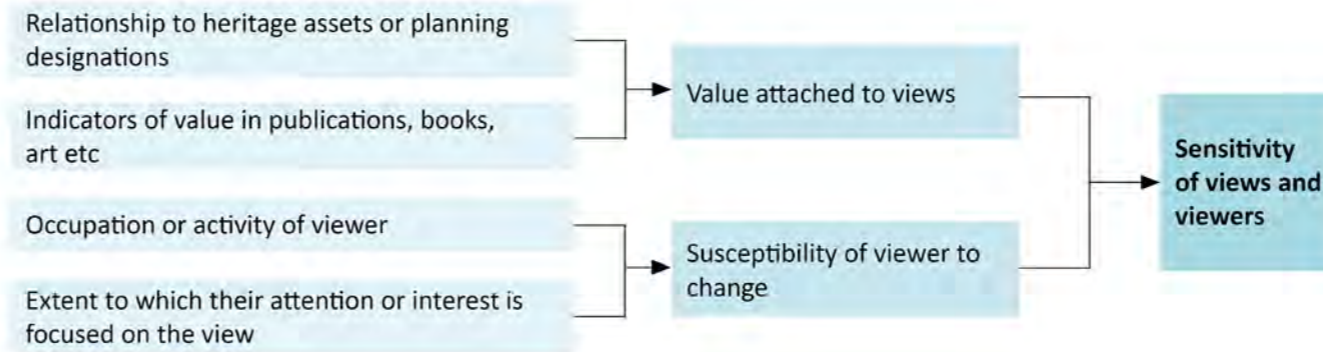 Relationship to heritage assets or planning
designations
Indicators of value in publications, books,
art etc
Value attached to views
Occupation or activity of viewer
Extent to which their attention or interest is
focused on the view
Susceptibility of viewer to
change
Sensitivity
of views and
viewers